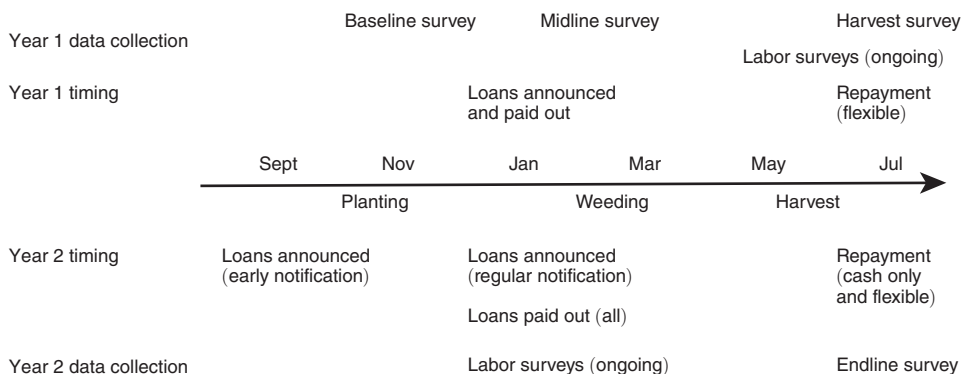 Baseline survey Midline survey Harvest survey
Year 1 data collection
Labor surveys (ongoing)
Year 1 timing Loans announced Repayment
and paid out (flexible)
Sept Nov Jan Mar May Jul
Planting Weeding Harvest
Year 2 timing Loans announced Loans announced Repayment
(early notification) (regular notification) (cash only
and flexible)
Loans paid out (all)
Year 2 data collection Labor surveys (ongoing) Endline survey